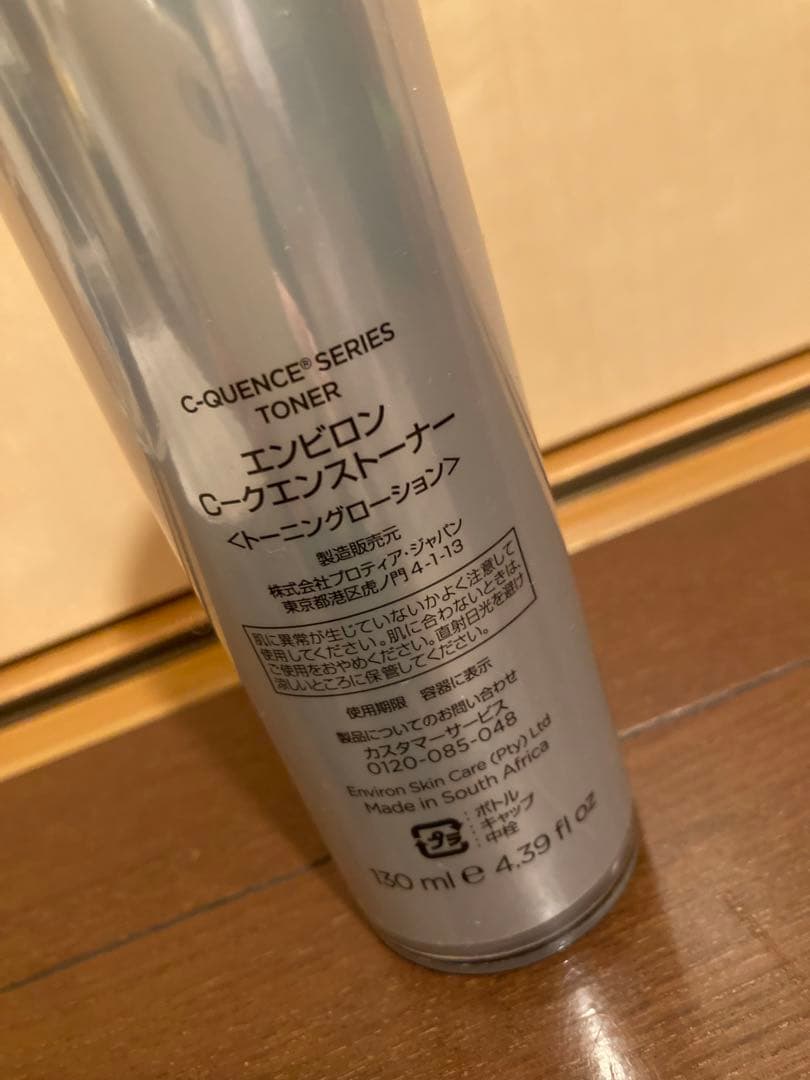 C-QUENCE® SERIES
TONER
エンビロン
C-クエンストーナー
<トーニングローション>
製造販売元
株式会社プロティア・ジャパン
東京都港区虎ノ門4-1-13
肌に異常が生じていないかよく注意して
使用してください。肌に合わないときは、
ご使用をおやめください。直射日光を避け
涼しいところに保管してください。
使用期限 容器に表示
製品についてのお問い合わせ
カスタマーサービス
0120-085-048
Environ Skin Care (Pty) Ltd
Made in South Africa
プラ
ボトル
キャップ
中栓
130 ml e 4.39 fl oz